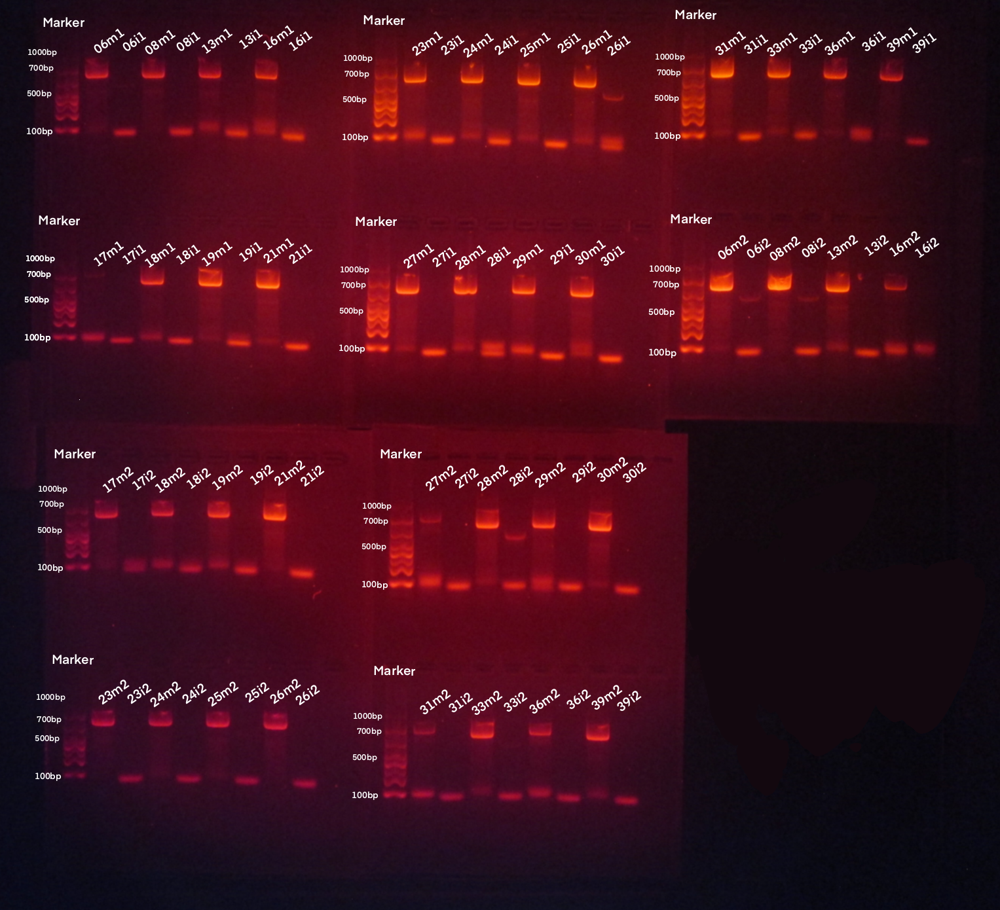 Marker
06m1 06i1 08m1 08i1 13m1 13i1 16m1 16i1
1000bp
700bp
500bp
100bp
Marker
23m1 23i1 24m1 24i1 25m1 25i1 26m1 26i1
1000bp
700bp
500bp
100bp
Marker
31m1 31i1 33m1 33i1 36m1 36i1 39m1 39i1
1000bp
700bp
500bp
100bp
Marker
17m1 17i1 18m1 18i1 19m1 19i1 21m1 21i1
1000bp
700bp
500bp
100bp
Marker
27m1 27i1 28m1 28i1 29m1 29i1 30m1 30i1
1000bp
700bp
500bp
100bp
Marker
06m2 06i2 08m2 08i2 13m2 13i2 16m2 16i2
1000bp
700bp
500bp
100bp
Marker
17m2 17i2 18m2 18i2 19m2 19i2 21m2 21i2
1000bp
700bp
500bp
100bp
Marker
27m2 27i2 28m2 28i2 29m2 29i2 30m2 30i2
1000bp
700bp
500bp
100bp
Marker
23m2 23i2 24m2 24i2 25m2 25i2 26m2 26i2
1000bp
700bp
500bp
100bp
Marker
31m2 31i2 33m2 33i2 36m2 36i2 39m2 39i2
1000bp
700bp
500bp
100bp